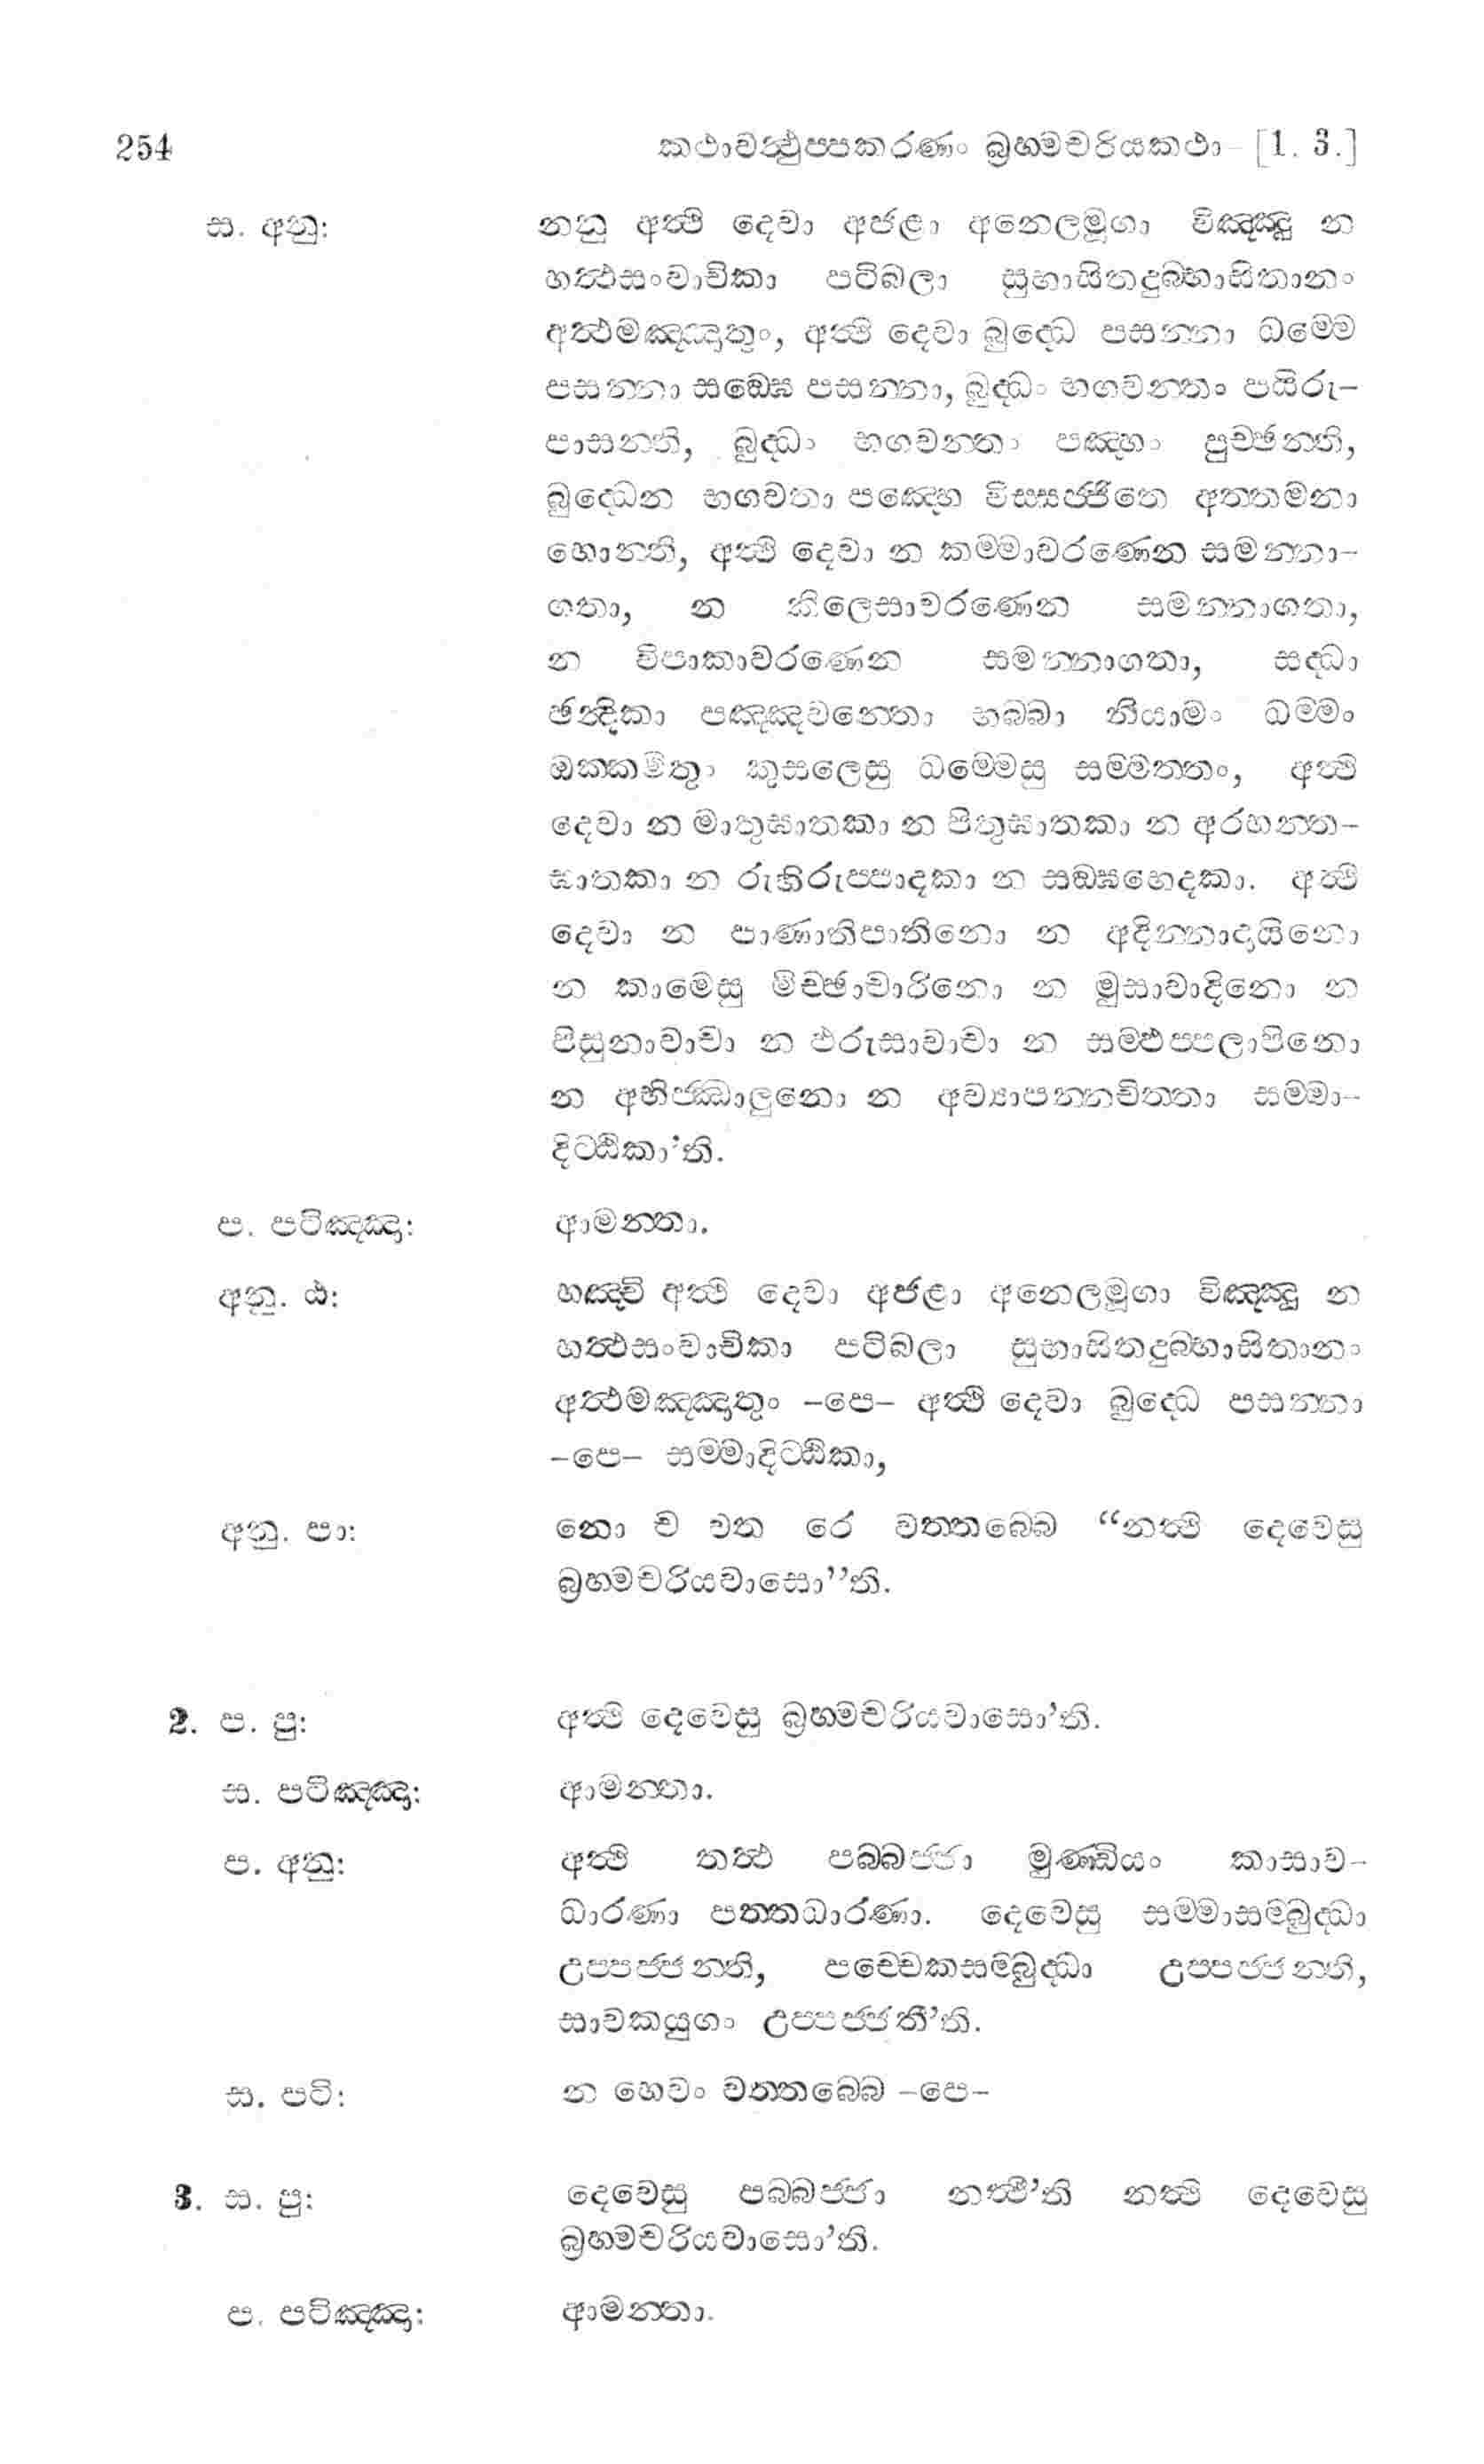 254 කථාවත්‍ථුප‍්පකරණං බ්‍රහ‍්මචරියකථා - [1. 3.]
ස. අනු: නනු අත්‍ථි දෙවා අජළා අනෙලමූගා විඤ‍්ඤූ න
හත්‍ථසංවාචිකා පටිබලා සුභාසිතදුබ‍්භාසිතානං
අත්‍ථමඤ‍්ඤාතුං, අත්‍ථි දෙවා බුද‍්ධෙ පසන‍්නා ධම‍්මෙ
පසන‍්නා සඞ‍්ඝෙ පසන‍්නා, බුද‍්ධං භගවන‍්තං පයිරු-
පාසන‍්ති, බුද‍්ධං භගවන‍්තං පඤ‍්හං පුච‍්ඡන‍්ති,
බුද‍්ධෙන භගවතා පඤ‍්හෙ විස‍්සජ‍්ජිතෙ අත‍්තමනා
හොන‍්ති, අත්‍ථි දෙවා න කම‍්මාවරණෙන සමන‍්නා-
ගතා, න කිලෙසාවරණෙන සමන‍්නාගතා,
න විපාකාවරණෙන සමන‍්නාගතා, සද‍්ධා
ඡන්‍දිකා පඤ‍්ඤවන‍්තො භබ‍්බා නියාමං ධම‍්මං
ඔක‍්කමිතුං කුසලෙසු ධම‍්මෙසු සම‍්මත‍්තං, අත්‍ථි
දෙවා න මාතුඝාතකා න පිතුඝාතකා න අරහන‍්ත-
ඝාතකා න රුහිරුප‍්පාදකා න සඞ‍්ඝභෙදකා. අත්‍ථි
දෙවා න පාණාතිපාතිනො න අදින‍්නාදායිනො
න කාමෙසු මිච‍්ඡාචාරිනො න මුසාවාදිනො න
පිසුනාවාචා න ඵරුසාවාචා න සම‍්ඵප‍්පලාපිනො
න අභිජ‍්ඣාලුනො න අව්‍යාපන‍්නචිත‍්තා සම‍්මා-
දිට‍්ඨිකා'ති.
ප. පටිඤ‍්ඤා: ආමන‍්තා.
අනු. ඨ: හඤ‍්චි අත්‍ථි දෙවා අජළා අනෙලමූගා විඤ‍්ඤූ න
හත්‍ථසංවාචිකා පටිබලා සුභාසිතදුබ‍්භාසිතානං
අත්‍ථමඤ‍්ඤාතුං -පෙ- අත්‍ථි දෙවා බුද‍්ධෙ පසන‍්නා
-පෙ- සම‍්මාදිට‍්ඨිකා,
අනු. පා: නො ච වත රෙ වත‍්තබ‍්බෙ “නත්‍ථි දෙවෙසු
බ්‍රහ‍්මචරියවාසො”ති.
2. ප. පු: අත්‍ථි දෙවෙසු බ්‍රහ‍්මචරියවාසො'ති.
ස. පටිඤ‍්ඤා: ආමන‍්තා.
ප. අනු: අත්‍ථි තත්‍ථ පබ‍්බජ‍්ජා මුණ‍්ඩියං කාසාව-
ධාරණා පත‍්තධාරණා. දෙවෙසු සම‍්මාසම‍්බුද‍්ධා
උප‍්පජ‍්ජන‍්ති, පච‍්චෙකසම‍්බුද‍්ධා උප‍්පජ‍්ජන‍්ති,
සාවකයුගං උප‍්පජ‍්ජතී'ති.
ස. පටි: න හෙවං වත‍්තබ‍්බෙ -පෙ-
3. ස. පු: දෙවෙසු පබ‍්බජ‍්ජා නත්‍ථී'ති නත්‍ථි දෙවෙසු
බ්‍රහ‍්මචරියවාසො'ති.
ප. පටිඤ‍්ඤා: ආමන‍්තා.